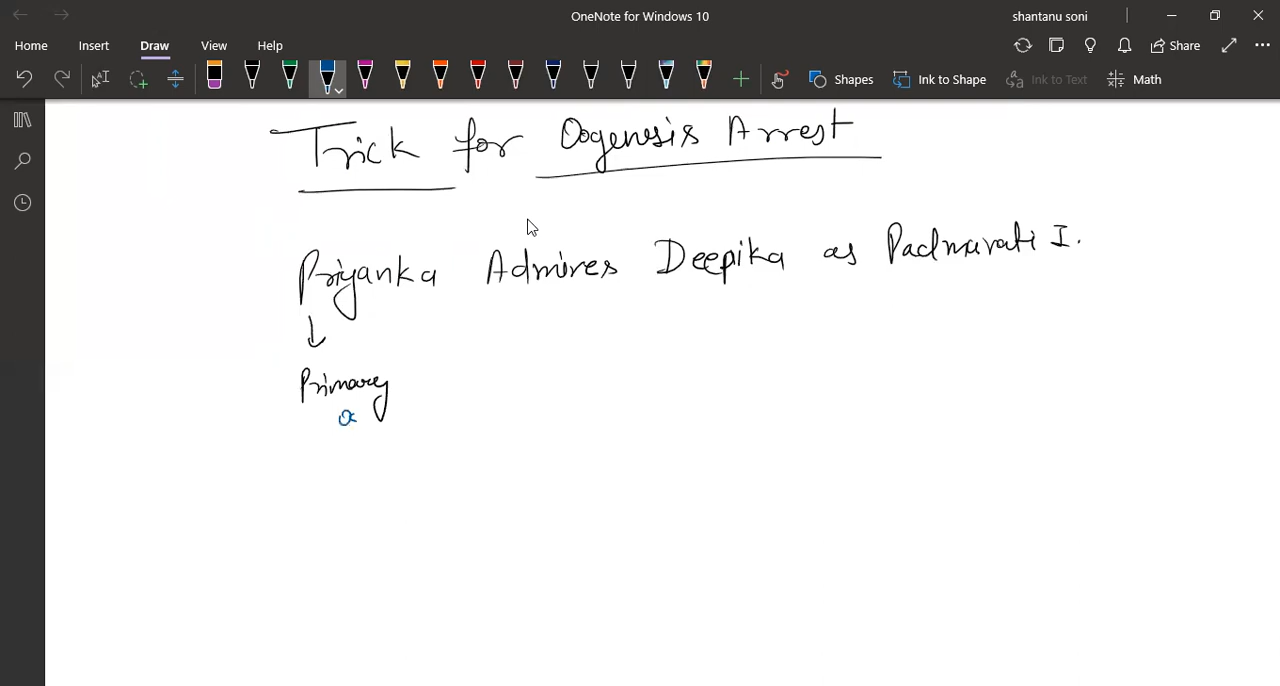 OneNote for Windows 10
shantanu soni
Home Insert Draw View Help
Share
Shapes Ink to Shape Ink to Text Math
Trick for Oogenesis Arrest
Priyanka Admires Deepika as Padmavati I.
↓
Primary